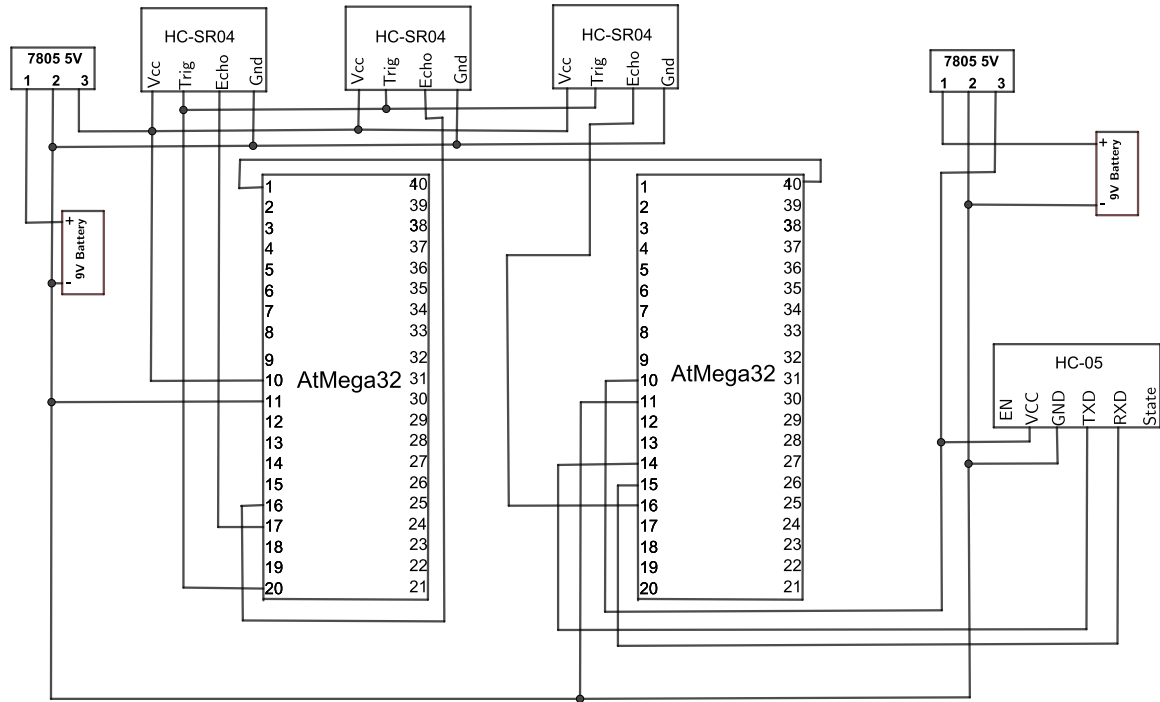 HC-SR04
Vcc
Trig
Echo
Gnd
HC-SR04
Vcc
Trig
Echo
Gnd
HC-SR04
Vcc
Trig
Echo
Gnd
7805 5V
1 2 3
7805 5V
1 2 3
+
9V Battery
-
+
9V Battery
-
AtMega32
1 40
2 39
3 38
4 37
5 36
6 35
7 34
8 33
9 32
10 31
11 30
12 29
13 28
14 27
15 26
16 25
17 24
18 23
19 22
20 21
AtMega32
1 40
2 39
3 38
4 37
5 36
6 35
7 34
8 33
9 32
10 31
11 30
12 29
13 28
14 27
15 26
16 25
17 24
18 23
19 22
20 21
HC-05
EN
VCC
GND
TXD
RXD
State